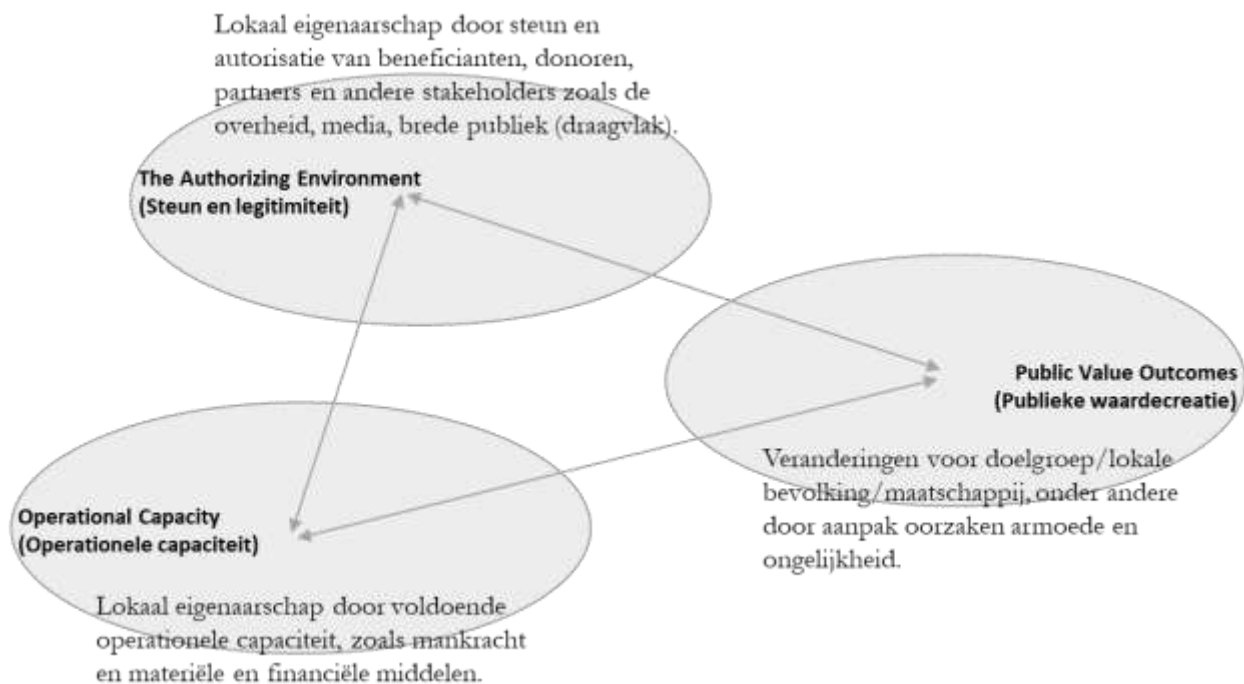 Lokaal eigenaarschap door steun en
autorisatie van beneficianten, donoren,
partners en andere stakeholders zoals de
overheid, media, brede publiek (draagvlak).
The Authorizing Environment
(Steun en legitimiteit)
Public Value Outcomes
(Publieke waardecreatie)
Veranderingen voor doelgroep/lokale
bevolking/maatschappij, onder andere
door aanpak oorzaken armoede en
ongelijkheid.
Operational Capacity
(Operationele capaciteit)
Lokaal eigenaarschap door voldoende
operationele capaciteit, zoals mankracht
en materiële en financiële middelen.